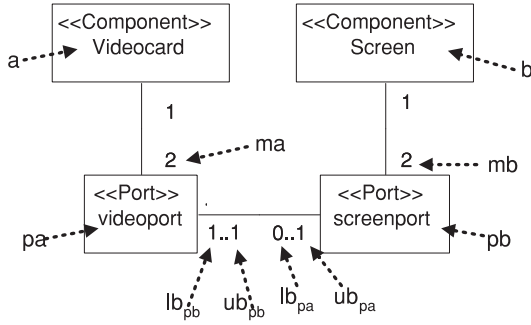 <<Component>> <<Component>>
Videocard Screen
a b
1 1
ma
2 2 mb
<<Port>> <<Port>>
videoport screenport
pa pb
1..1 0..1
lbpb ubpb lbpa ubpa